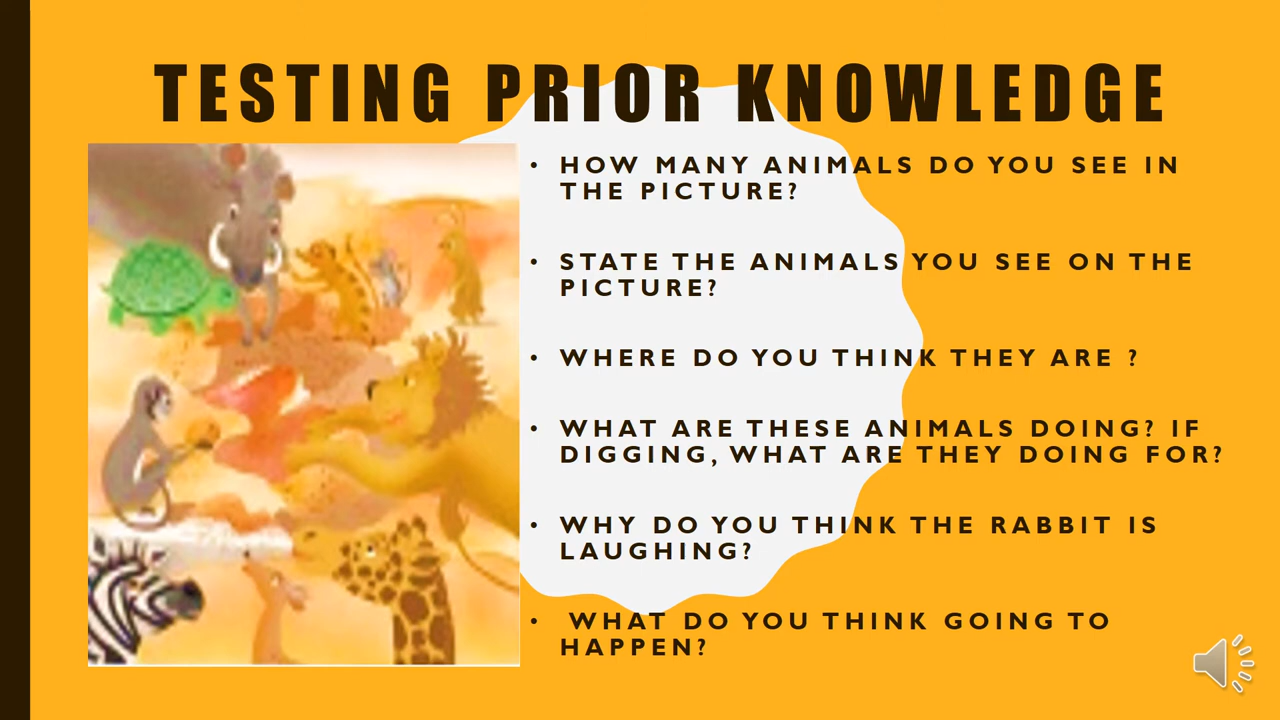 TESTING PRIOR KNOWLEDGE
• HOW MANY ANIMALS DO YOU SEE IN
THE PICTURE?
• STATE THE ANIMALS YOU SEE ON THE
PICTURE?
• WHERE DO YOU THINK THEY ARE ?
• WHAT ARE THESE ANIMALS DOING? IF
DIGGING, WHAT ARE THEY DOING FOR?
• WHY DO YOU THINK THE RABBIT IS
LAUGHING?
• WHAT DO YOU THINK GOING TO
HAPPEN?